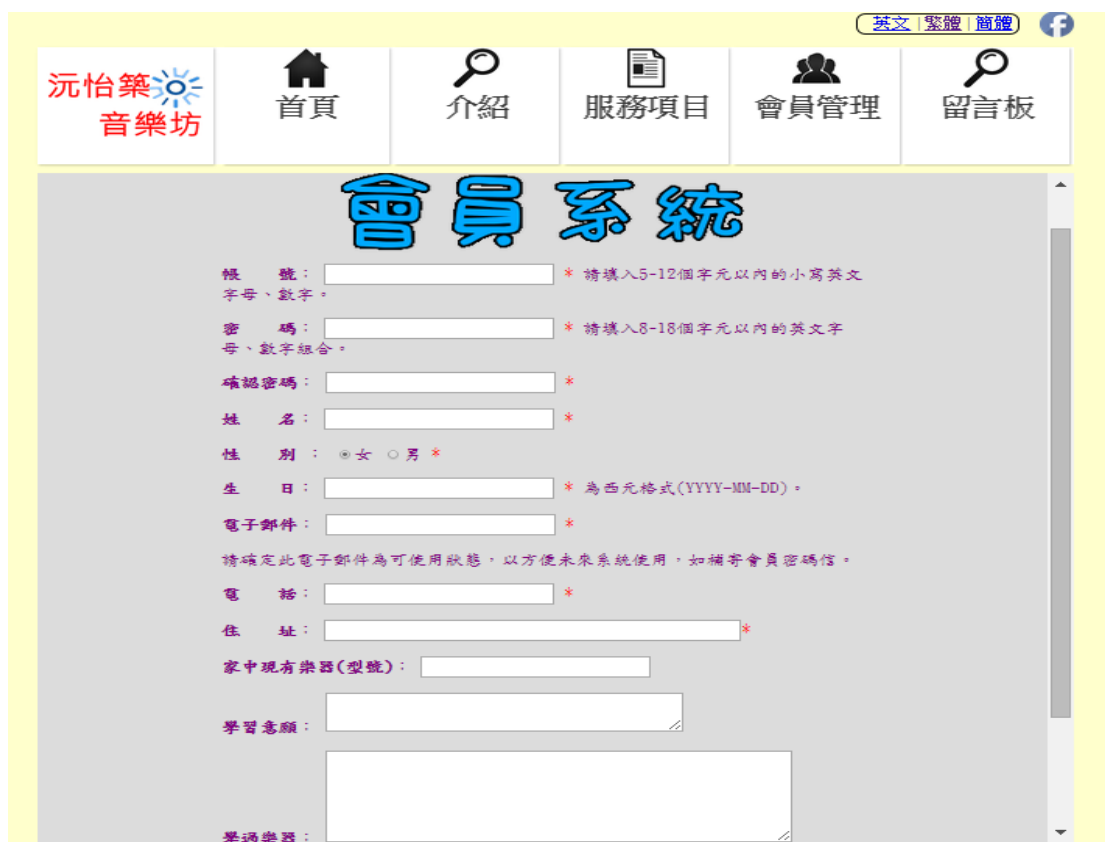 英文 | 繁體 | 簡體
沅怡築
音樂坊
首頁
介紹
服務項目
會員管理
留言板
會員系統
帳　號： * 請填入5-12個字元以內的小寫英文
字母、數字。
密　碼： * 請填入8-18個字元以內的英文字
母、數字組合。
確認密碼： *
姓　名： *
性　別 ： 女 男 *
生　日： * 為西元格式(YYYY-MM-DD)。
電子郵件： *
請確定此電子郵件為可使用狀態，以方便未來系統使用，如補寄會員密碼信。
電　話： *
住　址： *
家中現有樂器(型號)：
學習意願：
學過樂器：